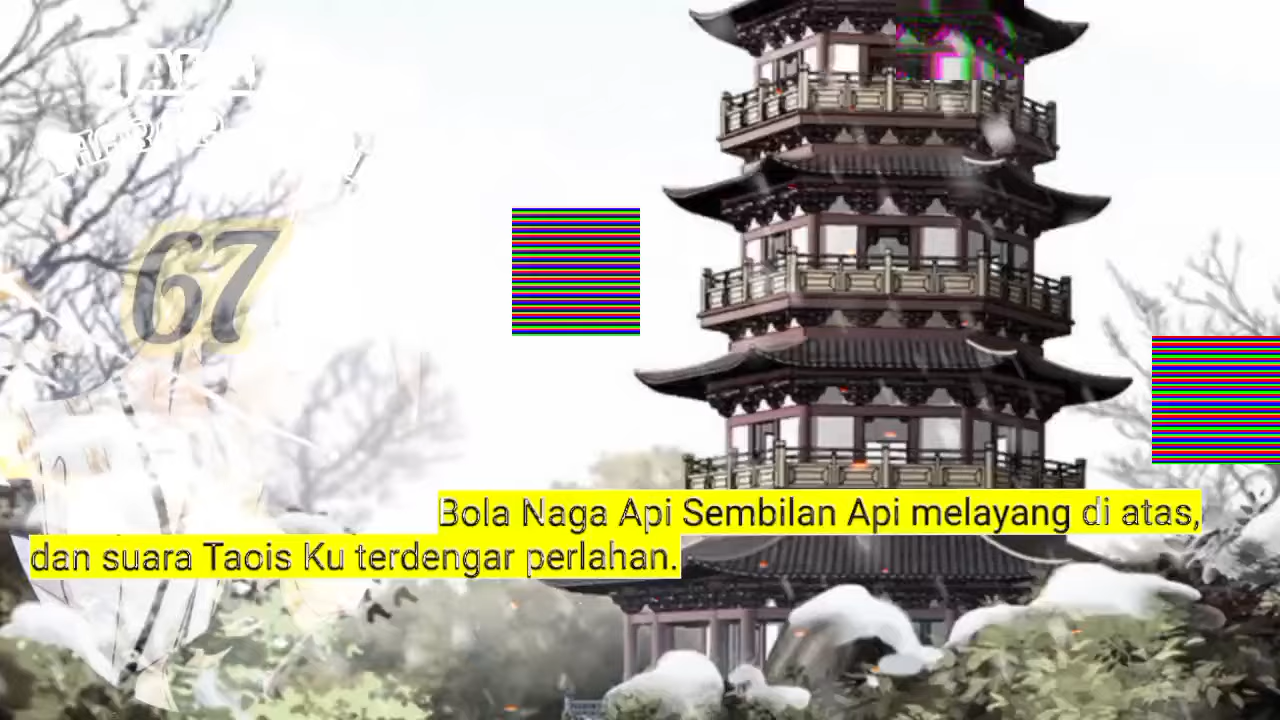 67
Bola Naga Api Sembilan Api melayang di atas,
dan suara Taois Ku terdengar perlahan.